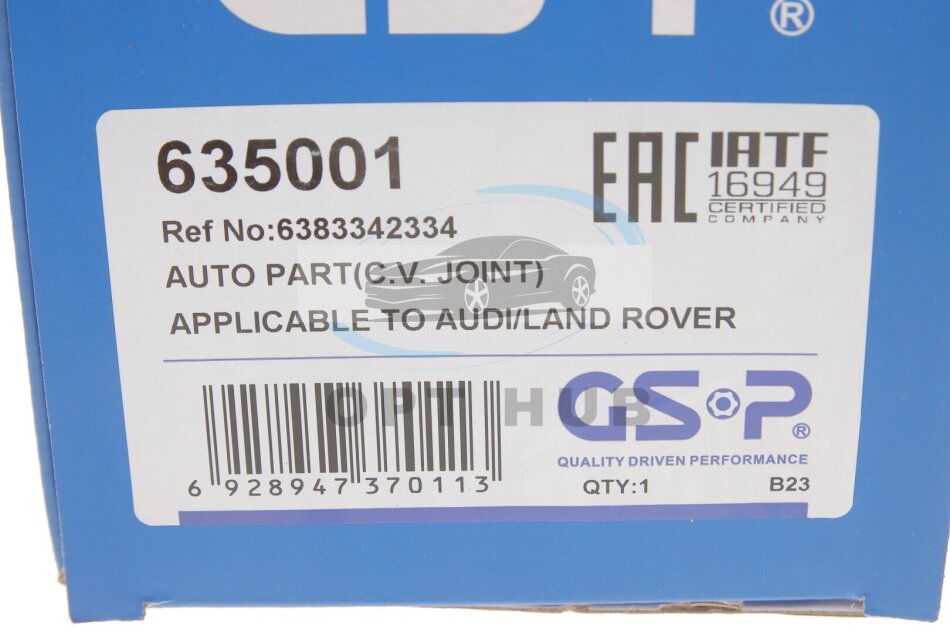 ®
635001
EAC
IATF
16949
CERTIFIED
COMPANY
Ref No:6383342334
AUTO PART(C.V. JOINT)
APPLICABLE TO AUDI/LAND ROVER
OPT HUB
GSP®
QUALITY DRIVEN PERFORMANCE
6 928947 370113
QTY:1 B23